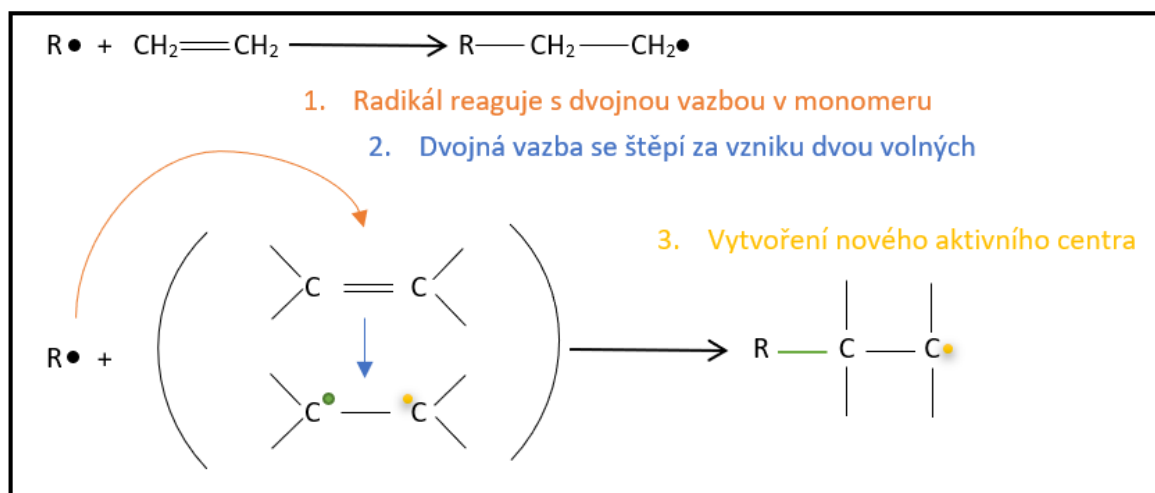 R• + CH₂=CH₂ → R—CH₂—CH₂•
1. Radikál reaguje s dvojnou vazbou v monomeru
2. Dvojná vazba se štěpí za vzniku dvou volných
3. Vytvoření nového aktivního centra
C = C
R• + → R — C — C•
C• — •C